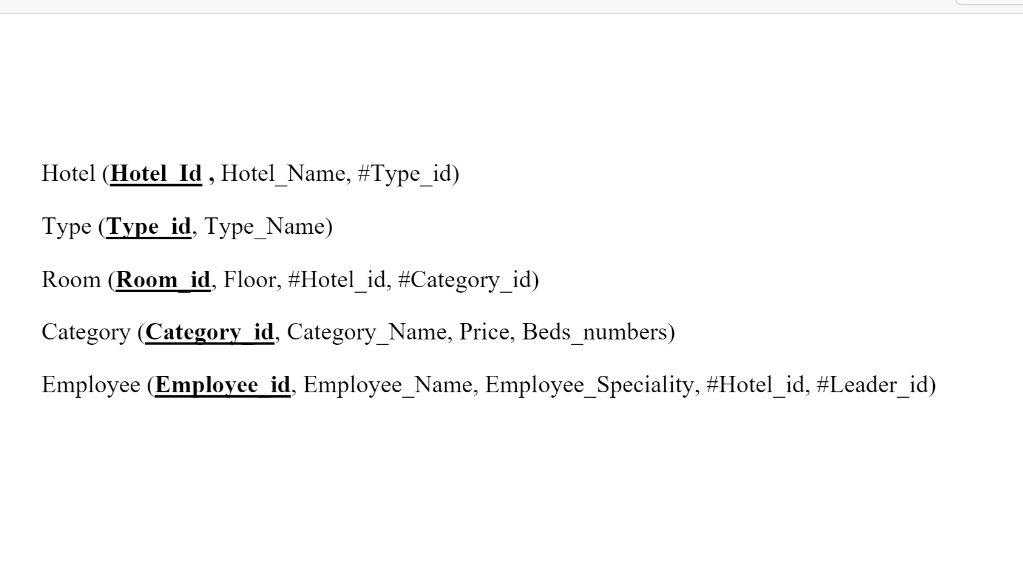 Hotel (Hotel_Id , Hotel_Name, #Type_id)
Type (Type_id, Type_Name)
Room (Room_id, Floor, #Hotel_id, #Category_id)
Category (Category_id, Category_Name, Price, Beds_numbers)
Employee (Employee_id, Employee_Name, Employee_Speciality, #Hotel_id, #Leader_id)